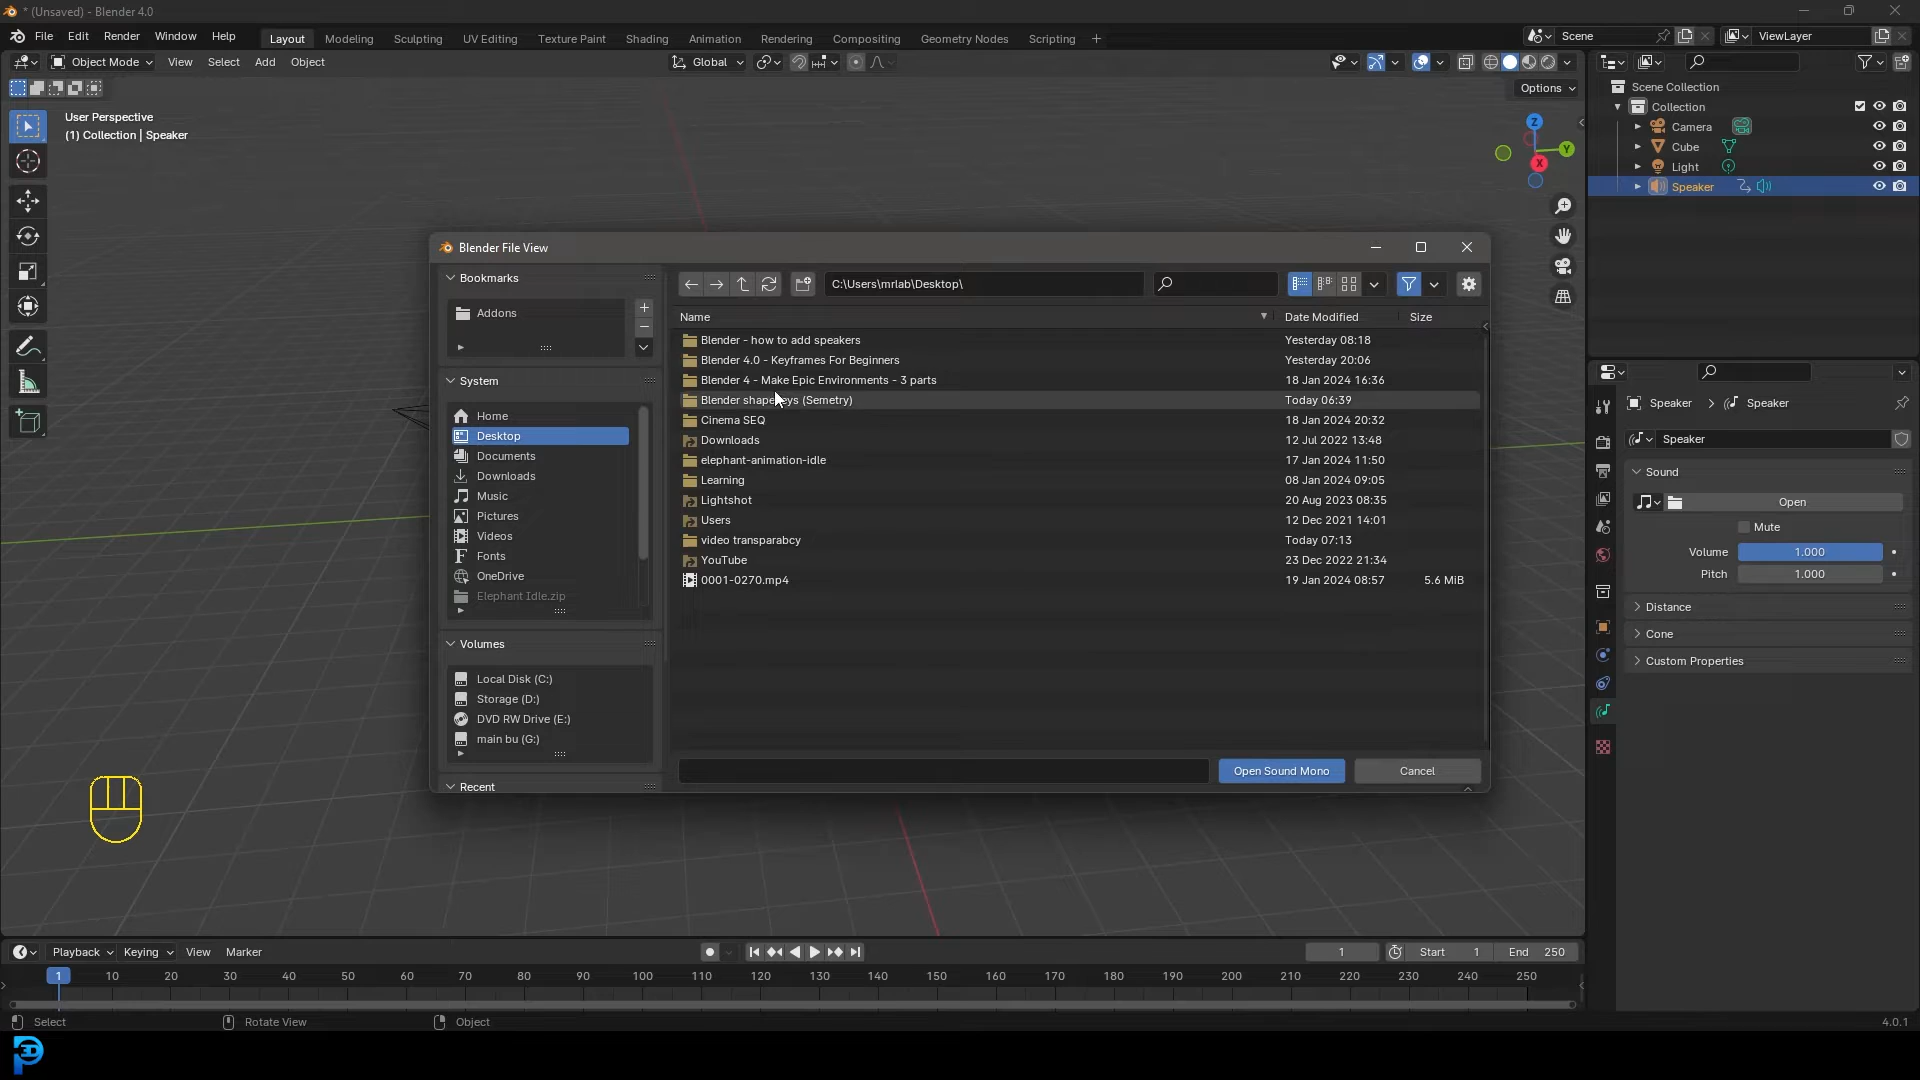 * (Unsaved) - Blender 4.0
File Edit Render Window Help
Layout Modeling Sculpting UV Editing Texture Paint Shading Animation Rendering Compositing Geometry Nodes Scripting +
Scene
ViewLayer
Object Mode View Select Add Object
Global
Options
User Perspective
(1) Collection | Speaker
Z
Y
X
Scene Collection
Collection
Camera
Cube
Light
Speaker
Blender File View
Bookmarks
Addons
System
Home
Desktop
Documents
Downloads
Music
Pictures
Videos
Fonts
OneDrive
Elephant Idle.zip
Volumes
Local Disk (C:)
Storage (D:)
DVD RW Drive (E:)
main bu (G:)
Recent
C:\Users\mrlab\Desktop\
Name Date Modified Size
Blender - how to add speakers Yesterday 08:18
Blender 4.0 - Keyframes For Beginners Yesterday 20:06
Blender 4 - Make Epic Environments - 3 parts 18 Jan 2024 16:36
Blender shapekeys (Semetry) Today 06:39
Cinema SEQ 18 Jan 2024 20:32
Downloads 12 Jul 2022 13:48
elephant-animation-idle 17 Jan 2024 11:50
Learning 08 Jan 2024 09:05
Lightshot 20 Aug 2023 08:35
Users 12 Dec 2021 14:01
video transparabcy Today 07:13
YouTube 23 Dec 2022 21:34
0001-0270.mp4 19 Jan 2024 08:57 5.6 MiB
Open Sound Mono
Cancel
Speaker > Speaker
Speaker
Sound
Open
Mute
Volume 1.000
Pitch 1.000
Distance
Cone
Custom Properties
Playback Keying View Marker
1 Start 1 End 250
1 10 20 30 40 50 60 70 80 90 100 110 120 130 140 150 160 170 180 190 200 210 220 230 240 250
Select Rotate View Object
4.0.1